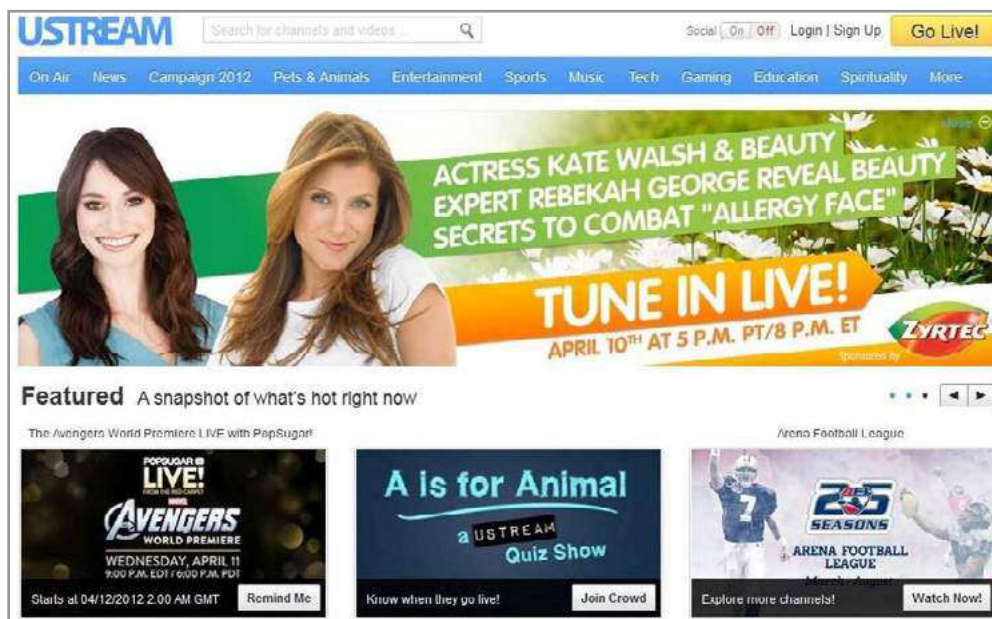 USTREAM
Search for channels and videos...
Social On Off Login | Sign Up Go Live!
On Air News Campaign 2012 Pets & Animals Entertainment Sports Music Tech Gaming Education Spirituality More
ACTRESS KATE WALSH & BEAUTY
EXPERT REBEKAH GEORGE REVEAL BEAUTY
SECRETS TO COMBAT "ALLERGY FACE"
TUNE IN LIVE!
APRIL 10TH AT 5 P.M. PT/8 P.M. ET
Sponsored by
ZYRTEC
Featured A snapshot of what's hot right now
The Avengers World Premiere LIVE with PopSugar!
POPSUGAR
LIVE!
FROM THE RED CARPET
MARVEL
AVENGERS
WORLD PREMIERE
WEDNESDAY, APRIL 11
9:00 P.M. EDT / 6:00 P.M. PDT
Starts at 04/12/2012 2:00 AM GMT Remind Me
A is for Animal
a USTREAM
Quiz Show
Know when they go live! Join Crowd
Arena Football League
7
AFL
25
SEASONS
ARENA FOOTBALL
LEAGUE
March - August
Explore more channels! Watch Now!